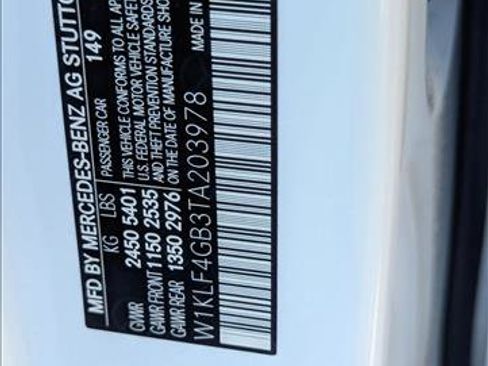 MFD BY MERCEDES-BENZ AG STUTTG
149
KG LBS PASSENGER CAR
GVWR 2450 5401 THIS VEHICLE CONFORMS TO ALL AP
GAWR FRONT 1150 2535 U.S. FEDERAL MOTOR VEHICLE SAFET
GAWR REAR 1350 2976 AND THEFT PREVENTION STANDARDS
ON THE DATE OF MANUFACTURE SHOW
W1KLF4GB3TA203978 MADE IN